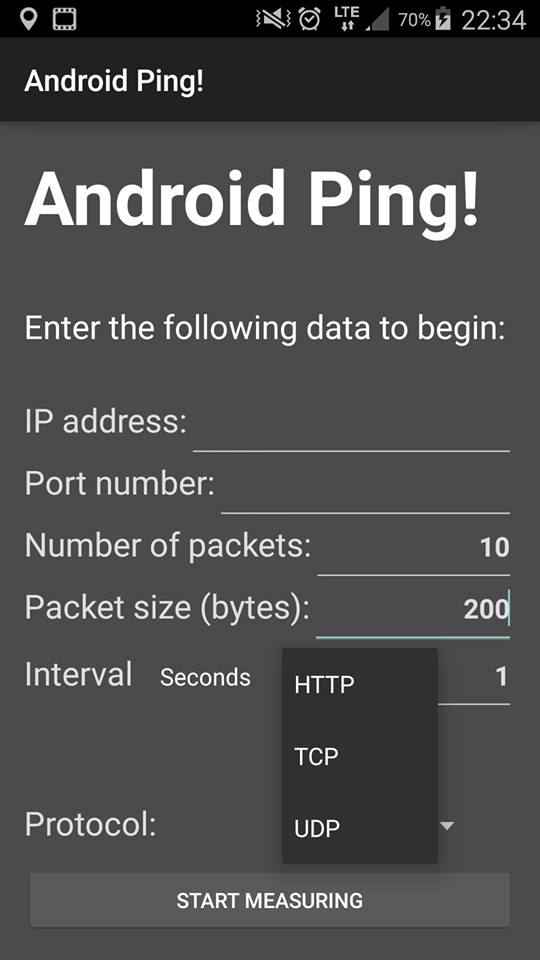 LTE 70% 22:34
Android Ping!
Android Ping!
Enter the following data to begin:
IP address:
Port number:
Number of packets: 10
Packet size (bytes): 200
Interval Seconds 1
HTTP
TCP
Protocol: UDP
START MEASURING